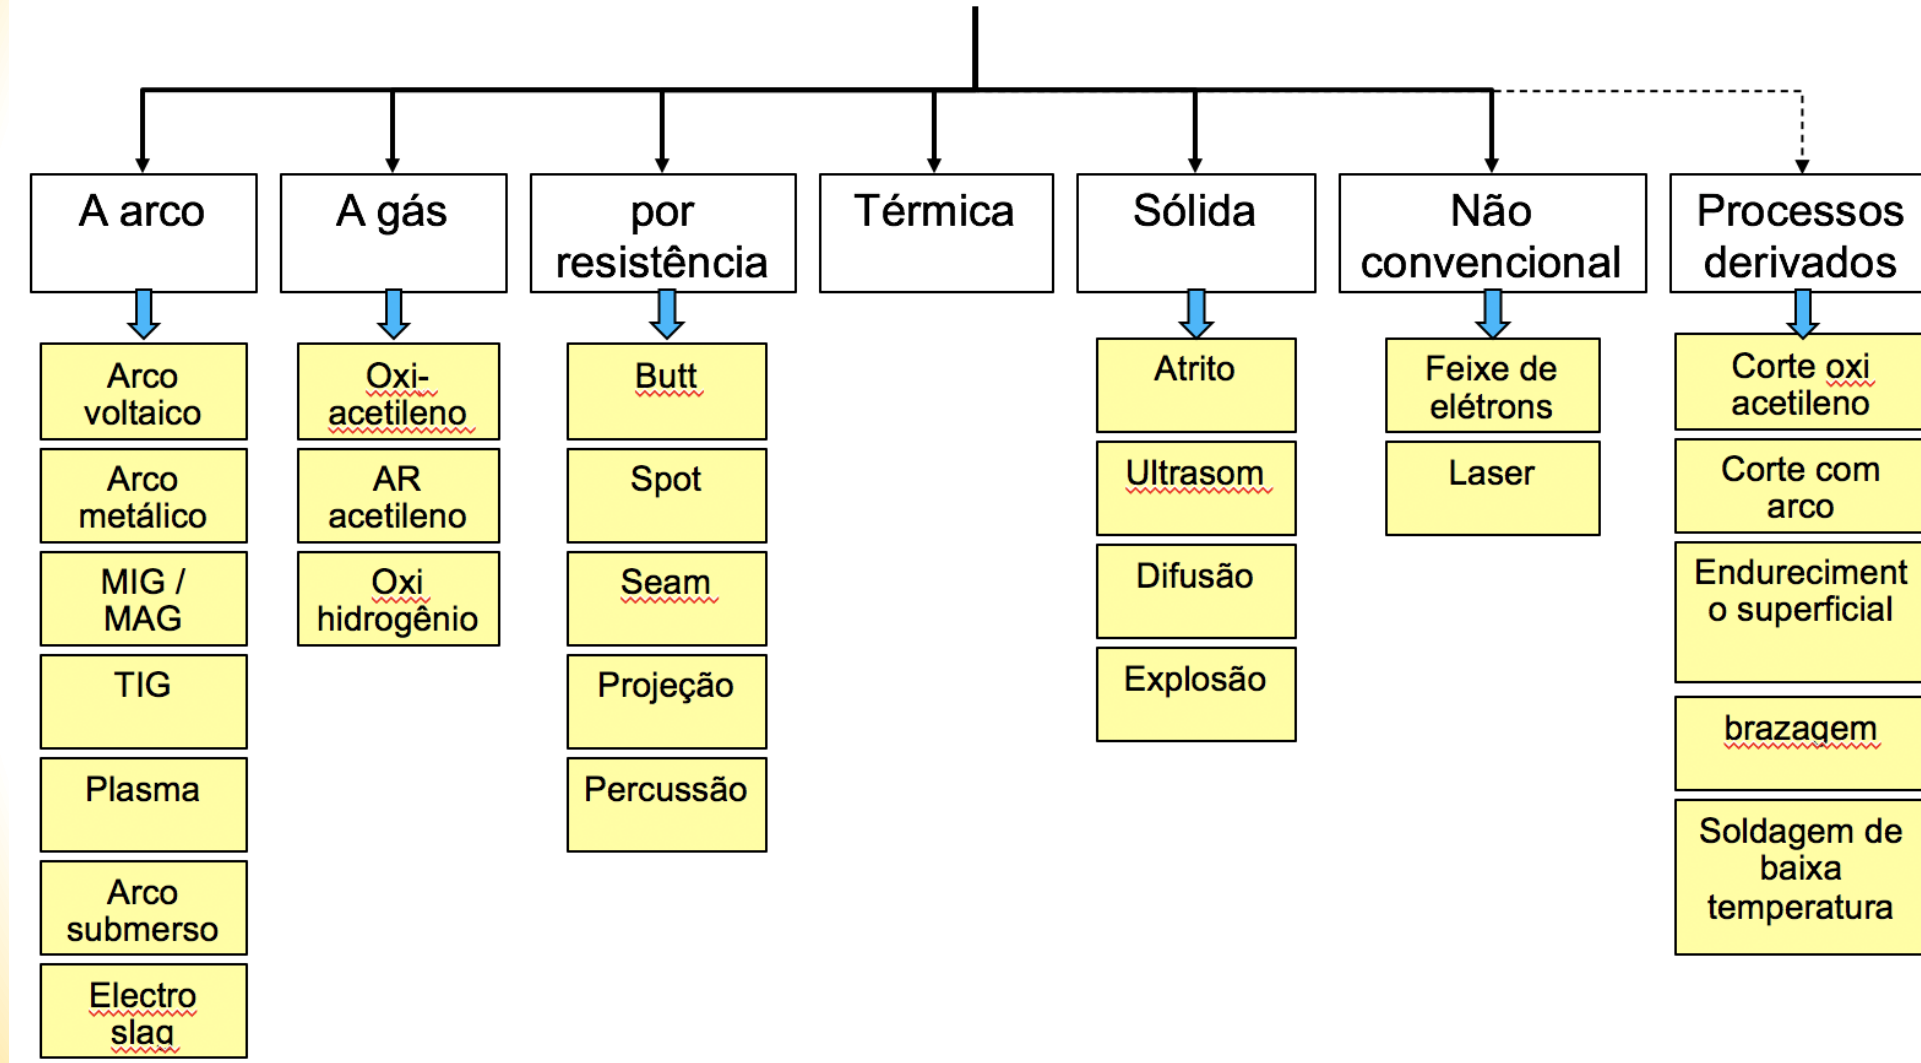 A arco
A gás
por
resistência
Térmica
Sólida
Não
convencional
Processos
derivados
Arco
voltaico
Arco
metálico
MIG /
MAG
TIG
Plasma
Arco
submerso
Electro
slag
Oxi-
acetileno
AR
acetileno
Oxi
hidrogênio
Butt
Spot
Seam
Projeção
Percussão
Atrito
Ultrasom
Difusão
Explosão
Feixe de
elétrons
Laser
Corte oxi
acetileno
Corte com
arco
Endureciment
o superficial
brazagem
Soldagem de
baixa
temperatura